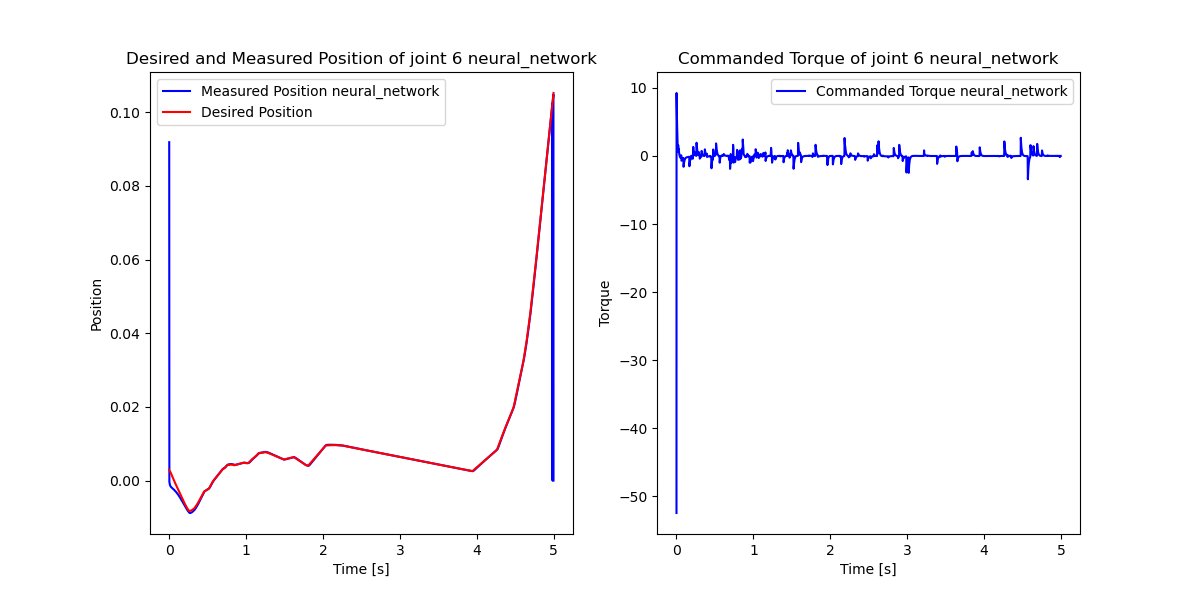 Desired and Measured Position of joint 6 neural_network
Measured Position neural_network
Desired Position
0.10
0.08
0.06
0.04
0.02
0.00
Position
0
1
2
3
4
5
Time [s]
Commanded Torque of joint 6 neural_network
Commanded Torque neural_network
10
0
−10
−20
−30
−40
−50
Torque
0
1
2
3
4
5
Time [s]